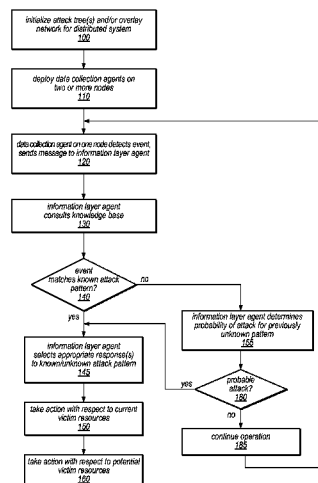 initialize attack tree(s) and/or overlay
network for distributed system
100
deploy data collection agents on
two or more nodes
110
data collection agent on one node detects event,
sends message to information layer agent
120
information layer agent
consults knowledge base
130
event
matches known attack
pattern?
140
no
yes
information layer agent determines
probability of attack for previously
unknown pattern
155
information layer agent
selects appropriate response(s)
to known/unknown attack pattern
145
yes
probable
attack?
180
no
take action with respect to current
victim resources
150
continue operation
185
take action with respect to potential
victim resources
160